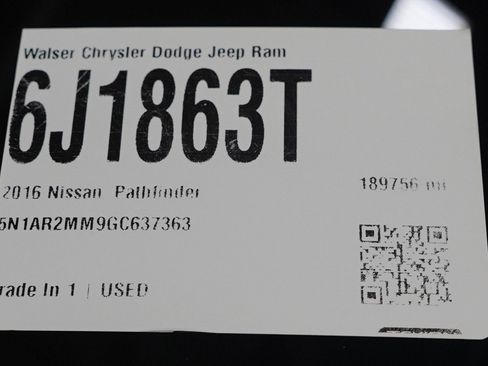 Walser Chrysler Dodge Jeep Ram
6J1863T
2016 Nissan Pathfinder
189756 mi
5N1AR2MM9GC637363
rade In 1 | USED